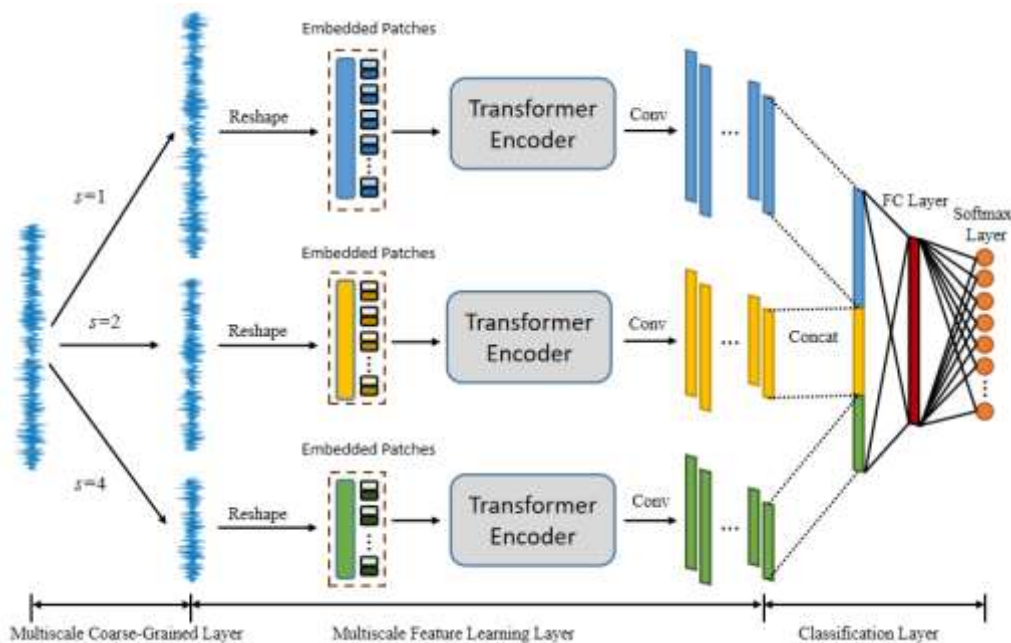 Embedded Patches
Reshape
Transformer
Encoder
Conv
...
s=1
FC Layer
Softmax
Layer
Embedded Patches
s=2
Reshape
Transformer
Encoder
Conv
...
Concat
Embedded Patches
s=4
Reshape
Transformer
Encoder
Conv
...
Multiscale Coarse-Grained Layer
Multiscale Feature Learning Layer
Classification Layer